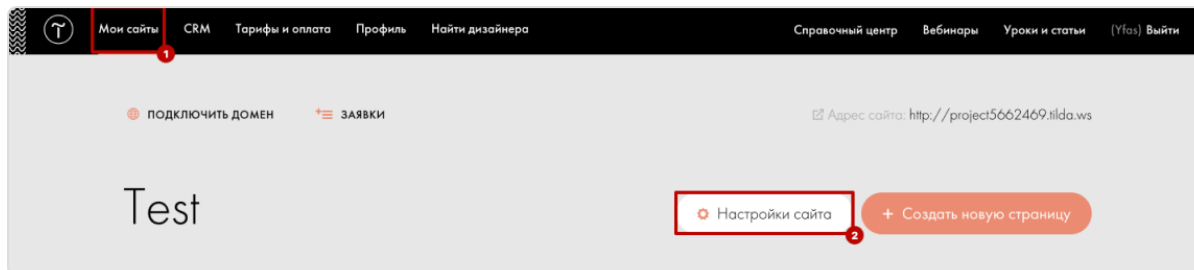 Мои сайты CRM Тарифы и оплата Профиль Найти дизайнера Справочный центр Вебинары Уроки и статьи (Yfas) Выйти
1
ПОДКЛЮЧИТЬ ДОМЕН ЗАЯВКИ Адрес сайта: http://project5662469.tilda.ws
Test Настройки сайта + Создать новую страницу
2